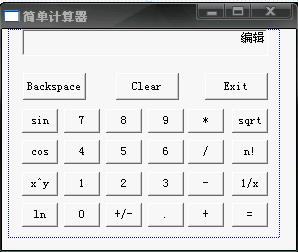 简单计算器
编辑
Backspace Clear Exit
sin 7 8 9 * sqrt
cos 4 5 6 / n!
x^y 1 2 3 - 1/x
ln 0 +/- . + =